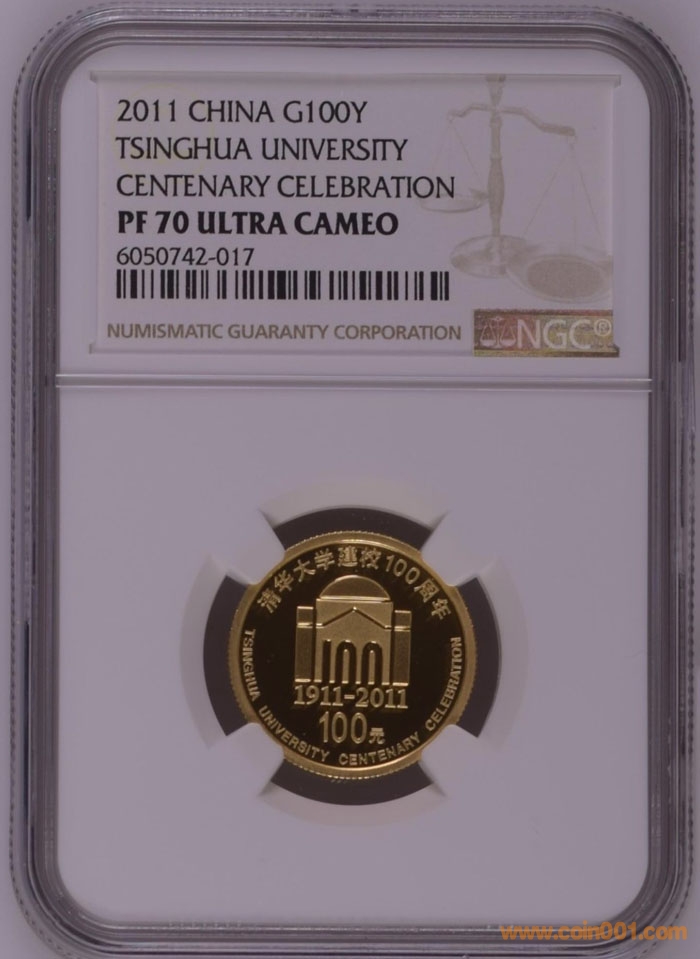 2011 CHINA G100Y
TSINGHUA UNIVERSITY
CENTENARY CELEBRATION
PF 70 ULTRA CAMEO
6050742-017
NUMISMATIC GUARANTY CORPORATION
NGC®
清华大学建校100周年
1911-2011
100元
TSINGHUA UNIVERSITY CENTENARY CELEBRATION
www.coin001.com